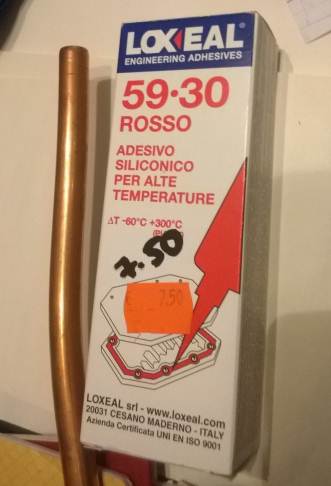 LOXEAL
ENGINEERING ADHESIVES
59·30
ROSSO
ADESIVO
SILICONICO
PER ALTE
TEMPERATURE
ΔT -60°C +300°C
7.50
€ 7,50
LOXEAL srl - www.loxeal.com
20031 CESANO MADERNO - ITALY
Azienda Certificata UNI EN ISO 9001